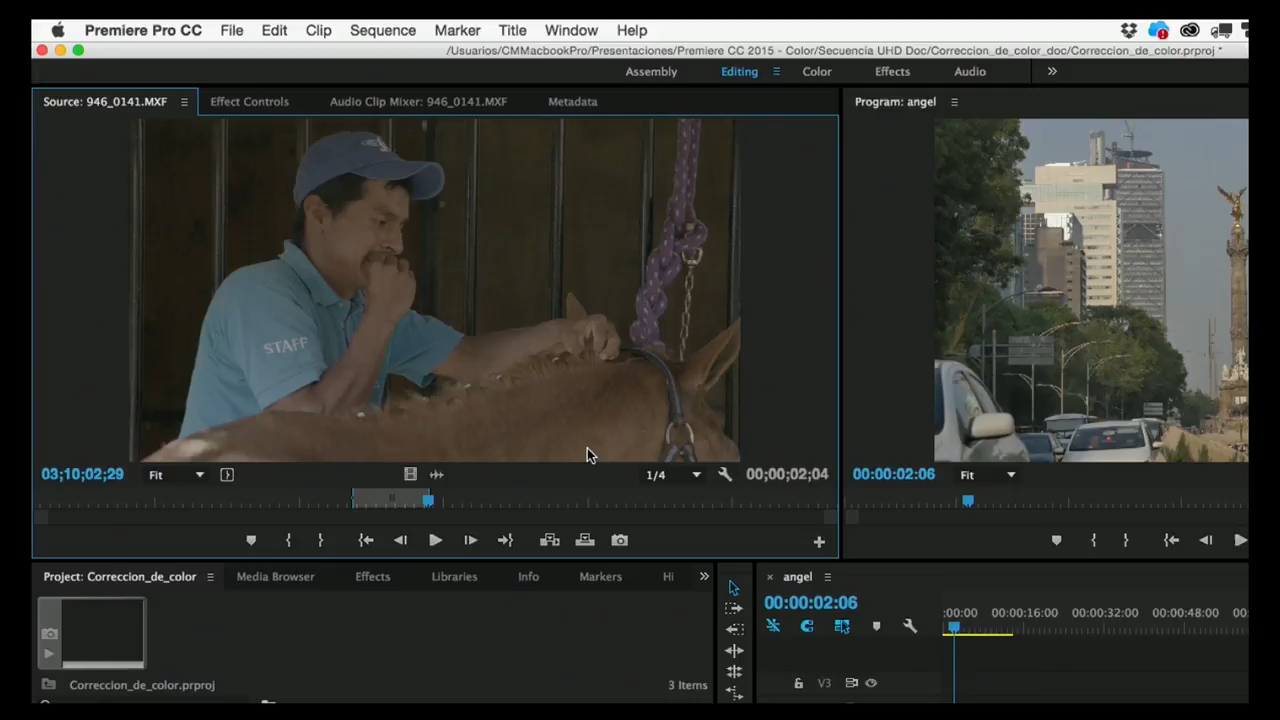 Premiere Pro CC File Edit Clip Sequence Marker Title Window Help
/Usuarios/CMMacbookPro/Presentaciones/Premiere CC 2015 - Color/Secuencia UHD Doc/Correccion_de_color_doc/Correccion_de_color.prproj *
Assembly Editing Color Effects Audio
Source: 946_0141.MXF Effect Controls Audio Clip Mixer: 946_0141.MXF Metadata Program: angel
STAFF
03;10;02;29 Fit 1/4 00;00;02;04 00:00:02:06 Fit
Project: Correccion_de_color Media Browser Effects Libraries Info Markers Hi
angel
00:00:02:06
:00:00 00:00:16:00 00:00:32:00 00:00:48:00 00:
Correccion_de_color.prproj 3 Items
V3